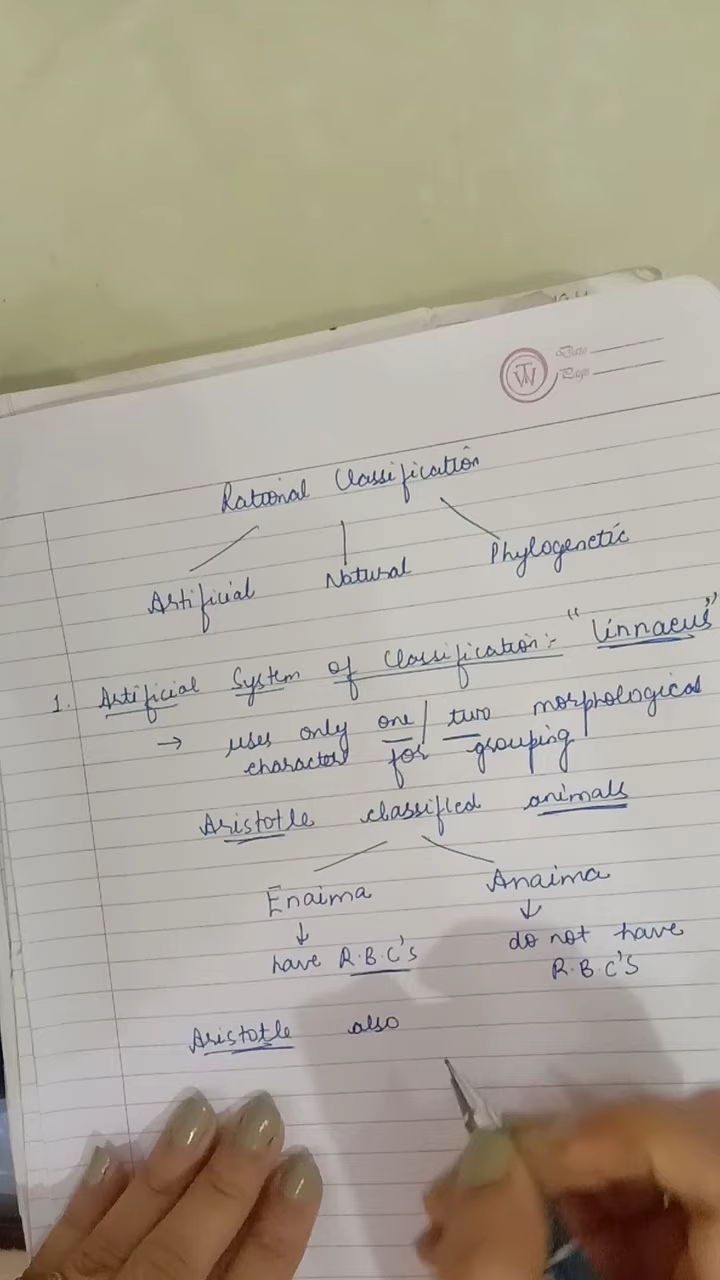 Date
Page
Rational Classification
Artificial Natural Phylogenetic
1. Artificial System of Classification:- "Linnaeus"
→ uses only one/two morphological
character for grouping
Aristotle classified animals
Enaima Anaima
↓ ↓
have R.B.C's do not have
R.B.C's
Aristotle also